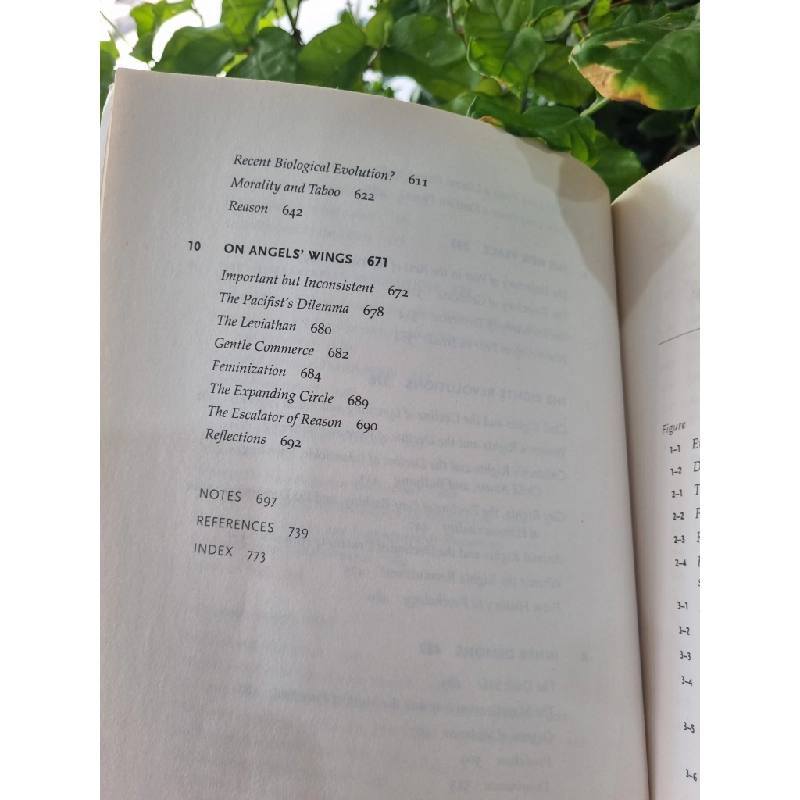 Recent Biological Evolution? 611
Morality and Taboo 622
Reason 642
10 ON ANGELS' WINGS 671
Important but Inconsistent 672
The Pacifist's Dilemma 678
The Leviathan 680
Gentle Commerce 682
Feminization 684
The Expanding Circle 689
The Escalator of Reason 690
Reflections 692
NOTES 697
REFERENCES 739
INDEX 773
Figure
1–1
1–2
2–1
2–2
2–3
2–4
3–1
3–2
3–3
3–4
3–5
3–6